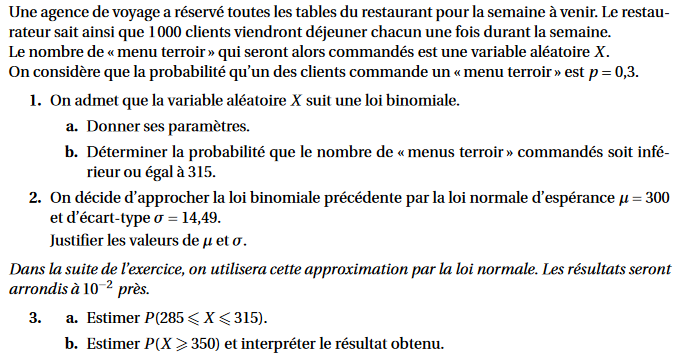 Une agence de voyage a réservé toutes les tables du restaurant pour la semaine à venir. Le restau-
rateur sait ainsi que 1 000 clients viendront déjeuner chacun une fois durant la semaine.
Le nombre de « menu terroir » qui seront alors commandés est une variable aléatoire X.
On considère que la probabilité qu'un des clients commande un « menu terroir » est p = 0,3.
1. On admet que la variable aléatoire X suit une loi binomiale.
a. Donner ses paramètres.
b. Déterminer la probabilité que le nombre de « menus terroir » commandés soit infé-
rieur ou égal à 315.
2. On décide d'approcher la loi binomiale précédente par la loi normale d'espérance μ = 300
et d'écart-type σ = 14,49.
Justifier les valeurs de μ et σ.
Dans la suite de l'exercice, on utilisera cette approximation par la loi normale. Les résultats seront
arrondis à 10⁻² près.
3. a. Estimer P(285 ⩽ X ⩽ 315).
b. Estimer P(X ⩾ 350) et interpréter le résultat obtenu.